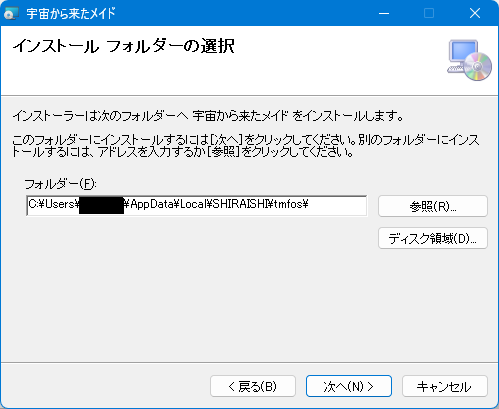 宇宙から来たメイド
インストール フォルダーの選択
インストーラーは次のフォルダーへ 宇宙から来たメイド をインストールします。
このフォルダーにインストールするには[次へ]をクリックしてください。別のフォルダーにインス
トールするには、アドレスを入力するか[参照]をクリックしてください。
フォルダー(F):
C:¥Users¥ ¥AppData¥Local¥SHIRAISHI¥tmfos¥
参照(R)...
ディスク領域(D)...
< 戻る(B)
次へ(N) >
キャンセル